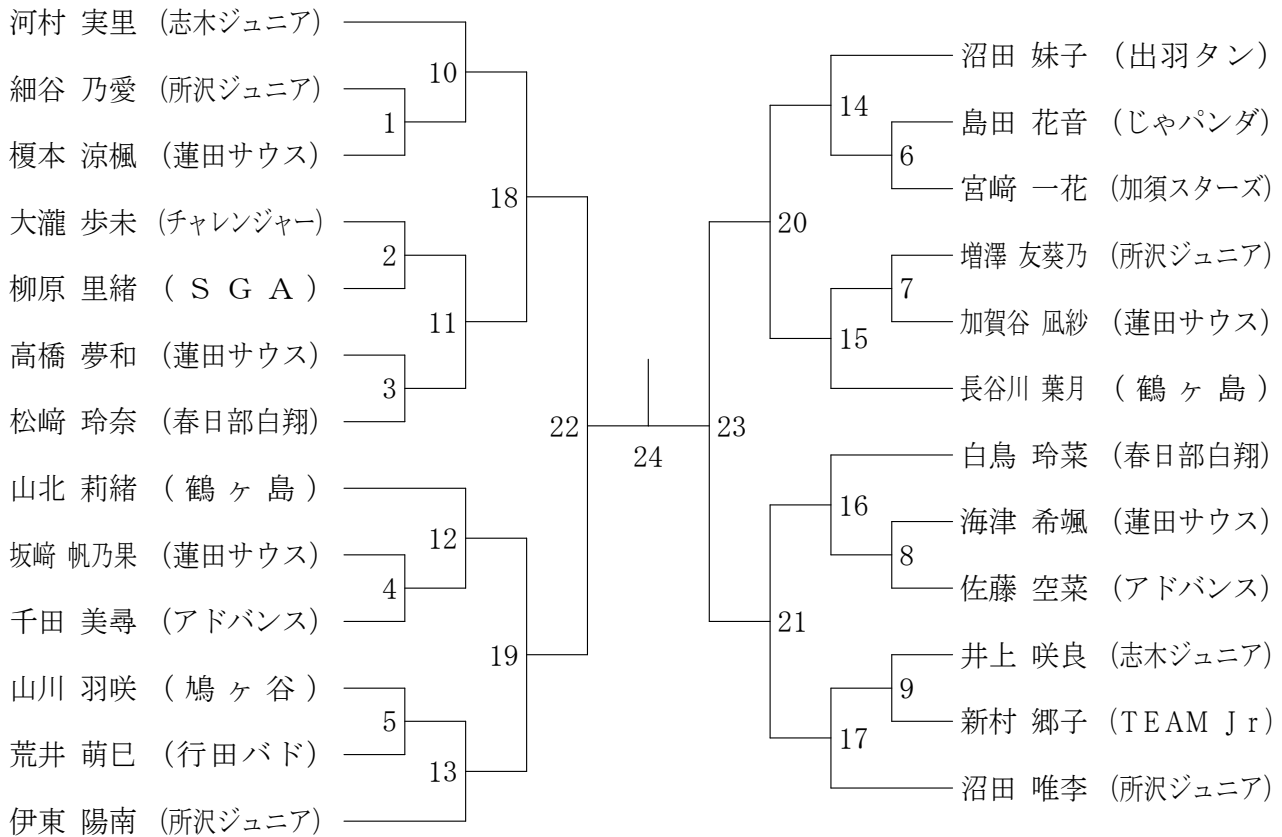 河村 実里 (志木ジュニア)
細谷 乃愛 (所沢ジュニア)
榎本 涼楓 (蓮田サウス)
大瀧 歩未 (チャレンジャー)
柳原 里緒 (ＳＧＡ)
高橋 夢和 (蓮田サウス)
松﨑 玲奈 (春日部白翔)
山北 莉緒 (鶴ヶ島)
坂﨑 帆乃果 (蓮田サウス)
千田 美尋 (アドバンス)
山川 羽咲 (鳩ヶ谷)
荒井 萌巳 (行田バド)
伊東 陽南 (所沢ジュニア)
1
2
3
4
5
10
11
12
13
18
19
22
24
23
20
21
14
15
16
17
6
7
8
9
沼田 妹子 (出羽タン)
島田 花音 (じゃパンダ)
宮﨑 一花 (加須スターズ)
増澤 友葵乃 (所沢ジュニア)
加賀谷 凪紗 (蓮田サウス)
長谷川 葉月 (鶴ヶ島)
白鳥 玲菜 (春日部白翔)
海津 希颯 (蓮田サウス)
佐藤 空菜 (アドバンス)
井上 咲良 (志木ジュニア)
新村 郷子 (TEAM Jr)
沼田 唯李 (所沢ジュニア)